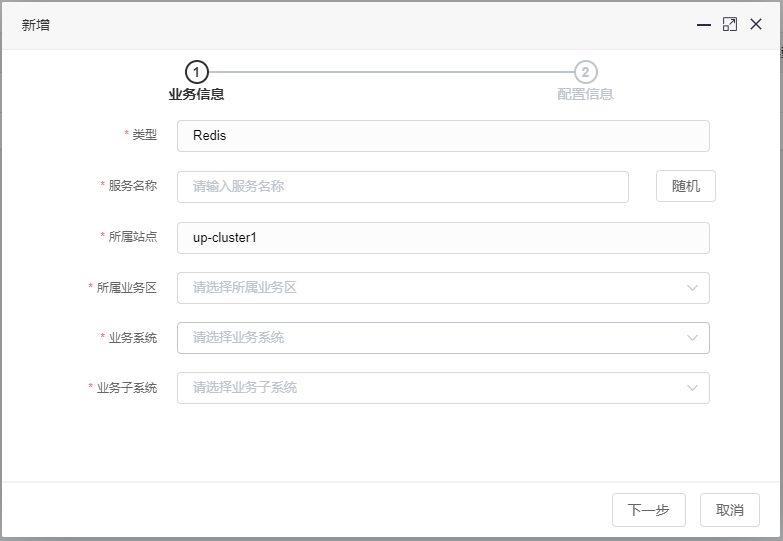 新增
1 2
业务信息 配置信息
* 类型 Redis
* 服务名称 请输入服务名称 随机
* 所属站点 up-cluster1
* 所属业务区 请选择所属业务区
* 业务系统 请选择业务系统
* 业务子系统 请选择业务子系统
下一步 取消